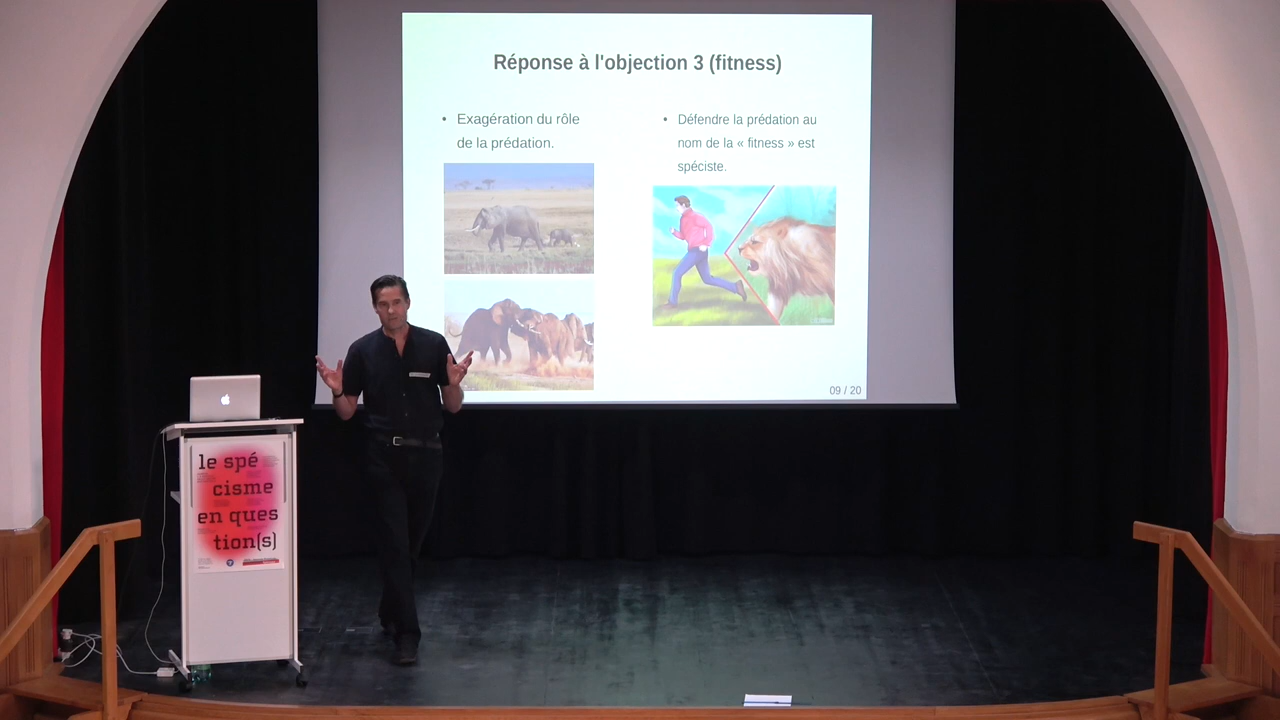 Réponse à l'objection 3 (fitness)
• Exagération du rôle
de la prédation.
• Défendre la prédation au
nom de la « fitness » est
spéciste.
09 / 20
le spé
cisme
en ques
tion(s)